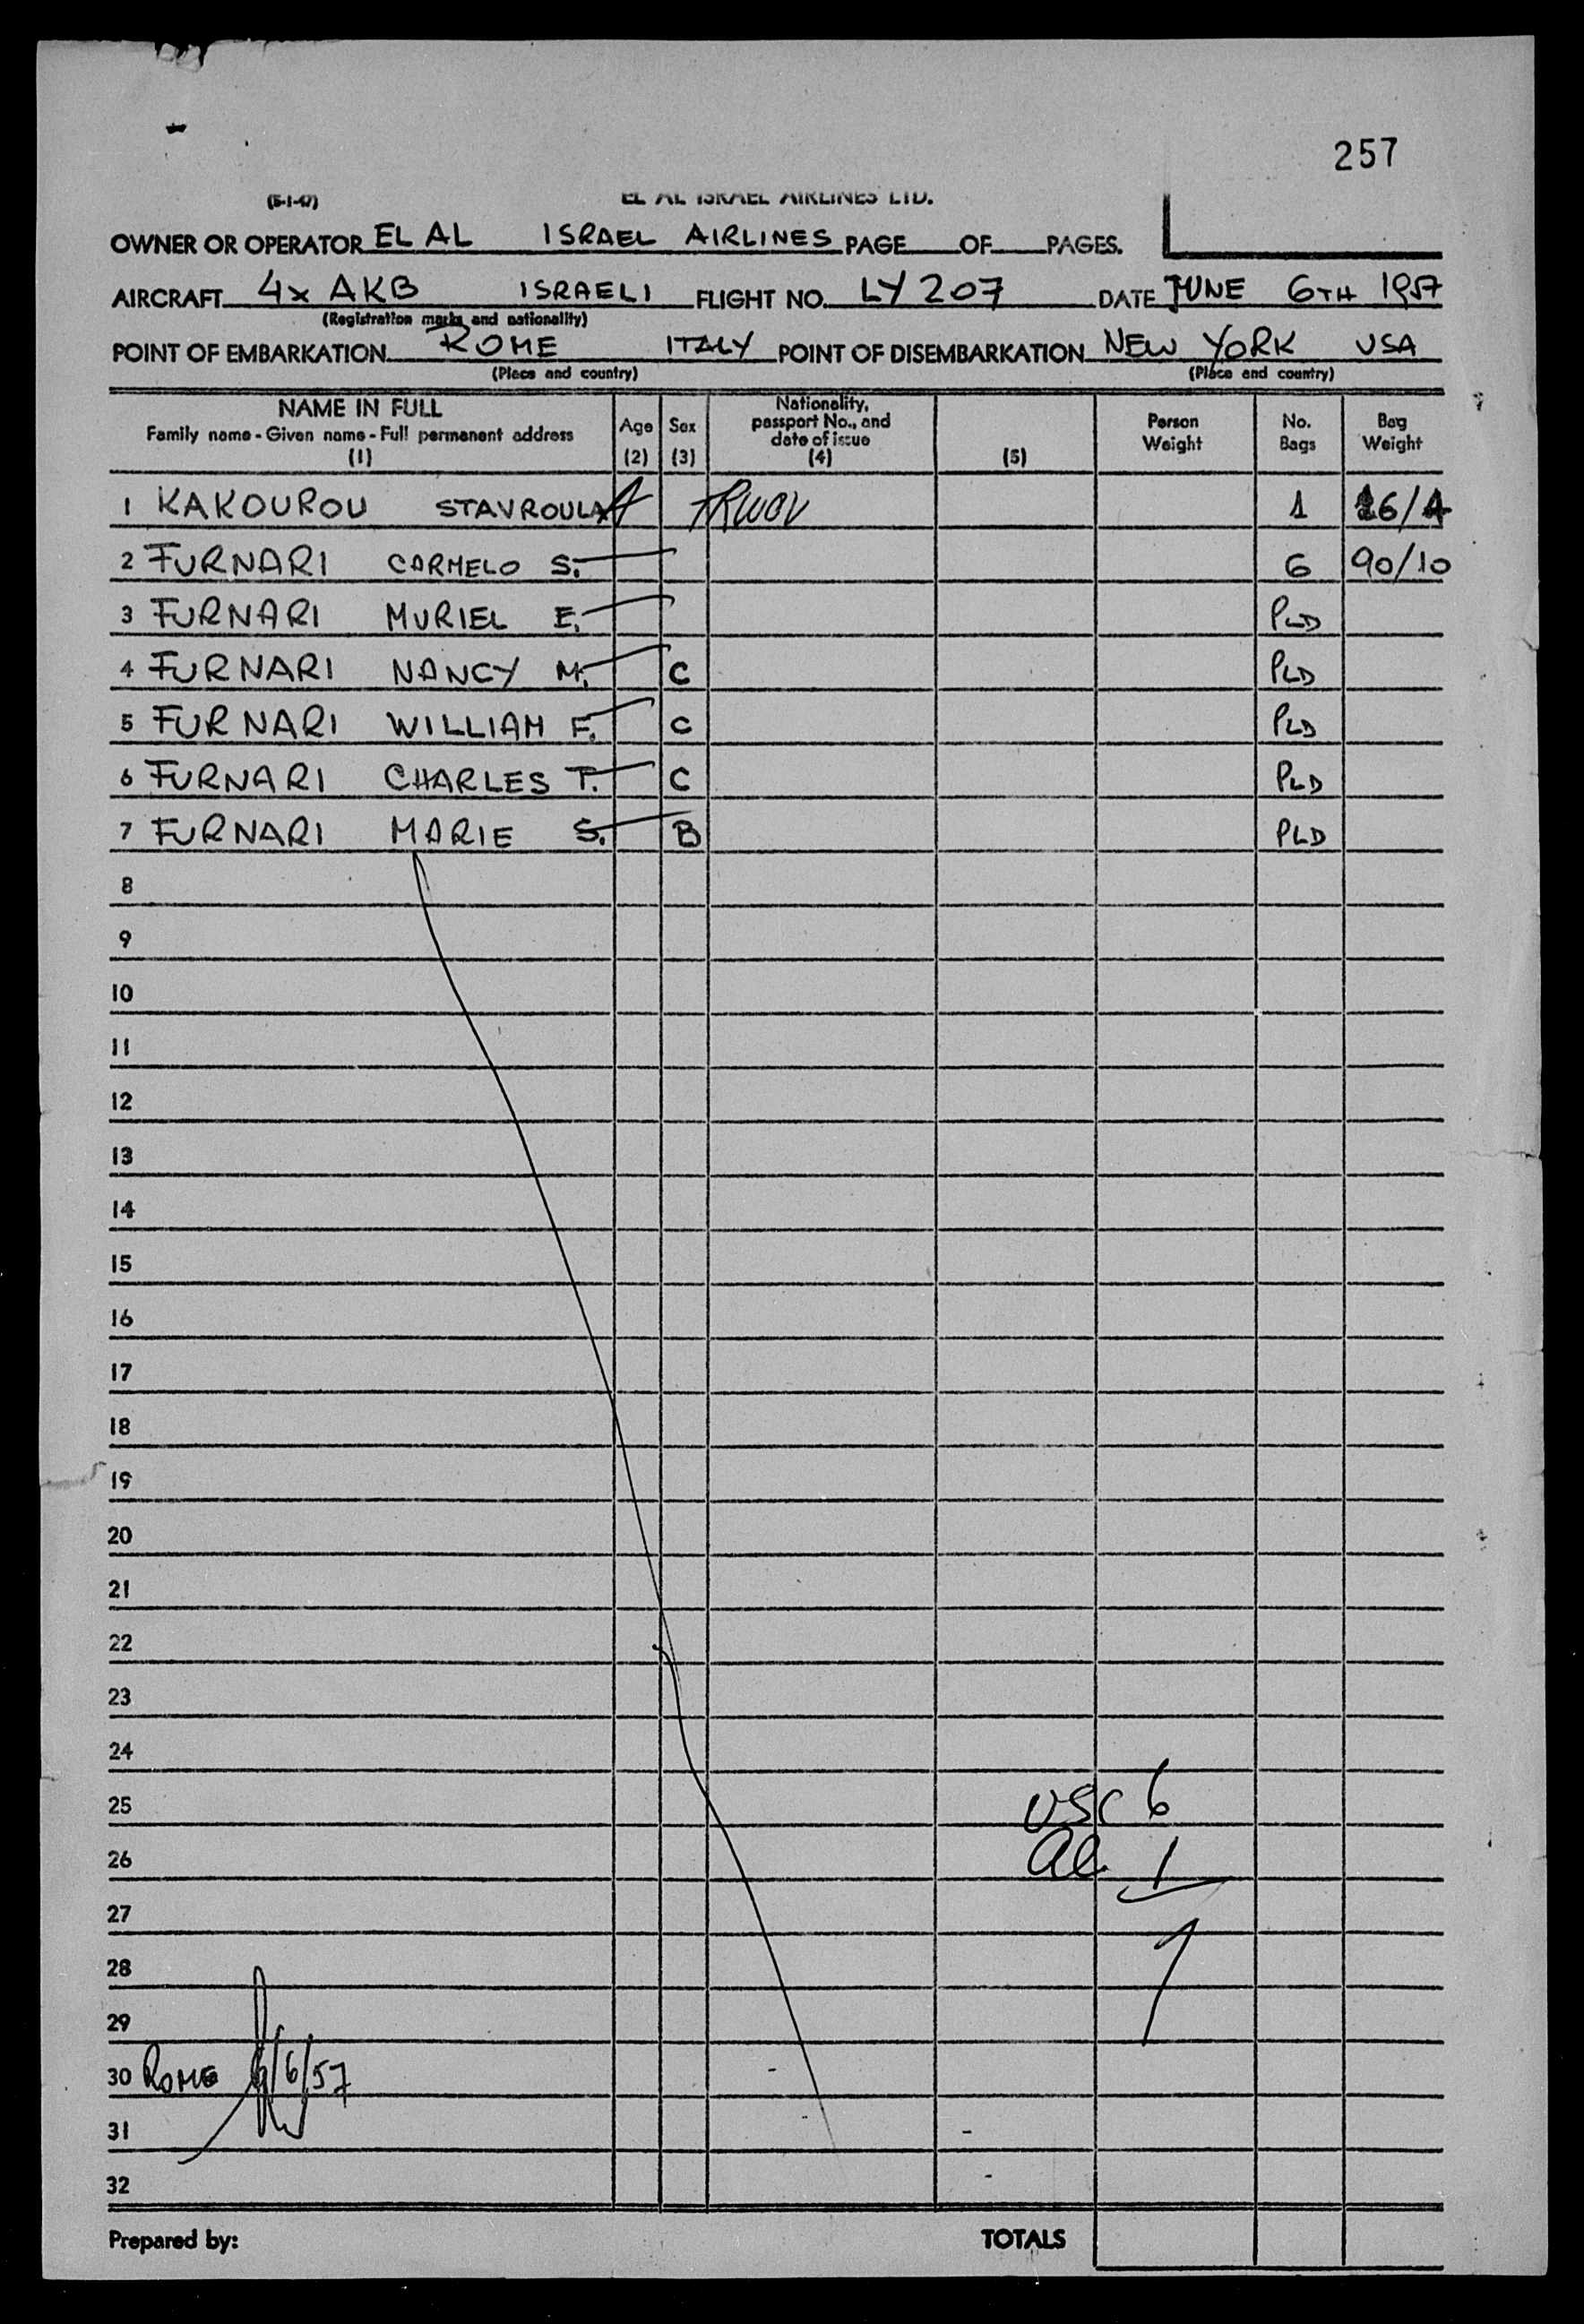 257
(5-1-47) EL AL ISRAEL AIRLINES LTD.
OWNER OR OPERATOR EL AL ISRAEL AIRLINES PAGE OF PAGES.
AIRCRAFT 4X AKB ISRAELI FLIGHT NO. LY 207 DATE JUNE 6TH 1957
(Registration marks and nationality)
POINT OF EMBARKATION ROME ITALY POINT OF DISEMBARKATION NEW YORK USA
(Place and country) (Place and country)
NAME IN FULL
Family name - Given name - Full permanent address
(1)
Age
(2)
Sex
(3)
Nationality,
passport No., and
date of issue
(4)
(5)
Person
Weight
No.
Bags
Bag
Weight
1 KAKOUROU STAVROULA 1 16/4
2 FURNARI CARMELO S. 6 90/10
3 FURNARI MURIEL E. PLD
4 FURNARI NANCY M. C PLD
5 FURNARI WILLIAM F. C PLD
6 FURNARI CHARLES T. C PLD
7 FURNARI MARIE S. B PLD
8
9
10
11
12
13
14
15
16
17
18
19
20
21
22
23
24
25 USC 6
26 al. 1
27
28 7
29
30 ROME 6/6/57
31
32
Prepared by: TOTALS